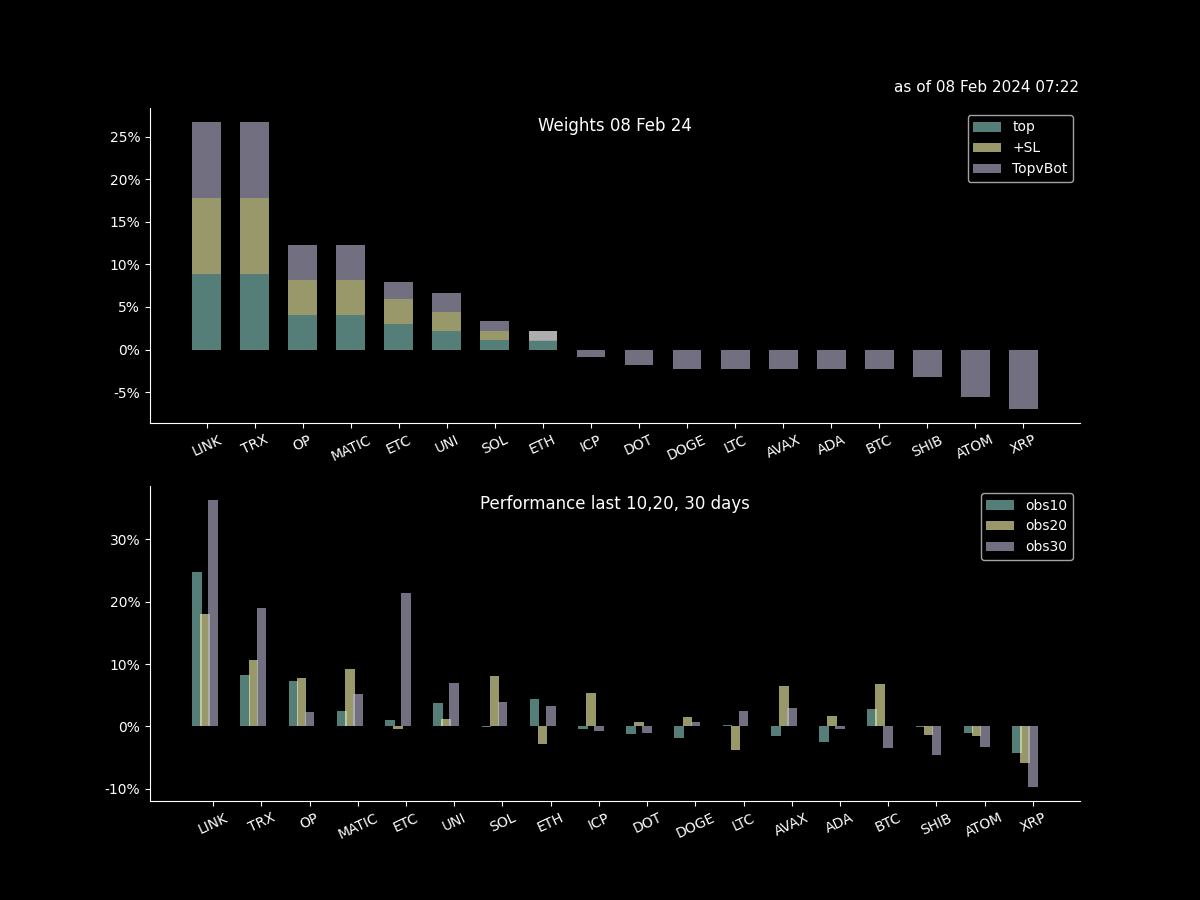 as of 08 Feb 2024 07:22
Weights 08 Feb 24
top
+SL
TopvBot
25%
20%
15%
10%
5%
0%
-5%
LINK TRX OP MATIC ETC UNI SOL ETH ICP DOT DOGE LTC AVAX ADA BTC SHIB ATOM XRP
Performance last 10,20, 30 days
obs10
obs20
obs30
30%
20%
10%
0%
-10%
LINK TRX OP MATIC ETC UNI SOL ETH ICP DOT DOGE LTC AVAX ADA BTC SHIB ATOM XRP